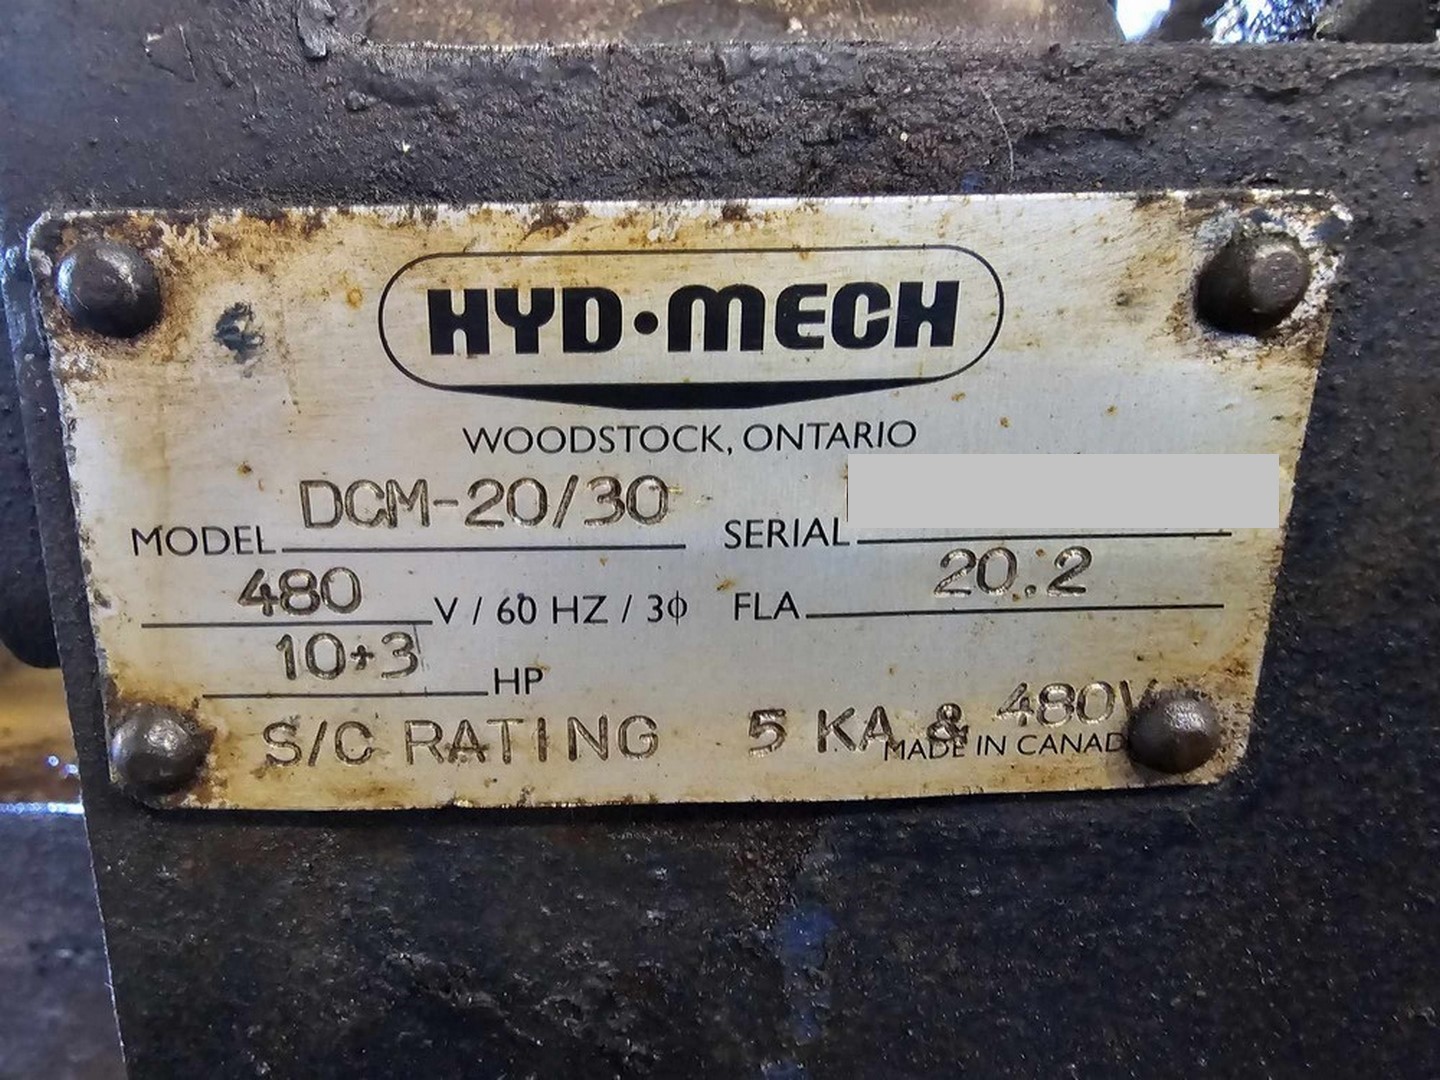 HYD·MECH
WOODSTOCK, ONTARIO
MODEL DCM-20/30 SERIAL
480 V / 60 HZ / 3ϕ FLA 20.2
10+3 HP
S/C RATING 5 KA & 480V
MADE IN CANAD